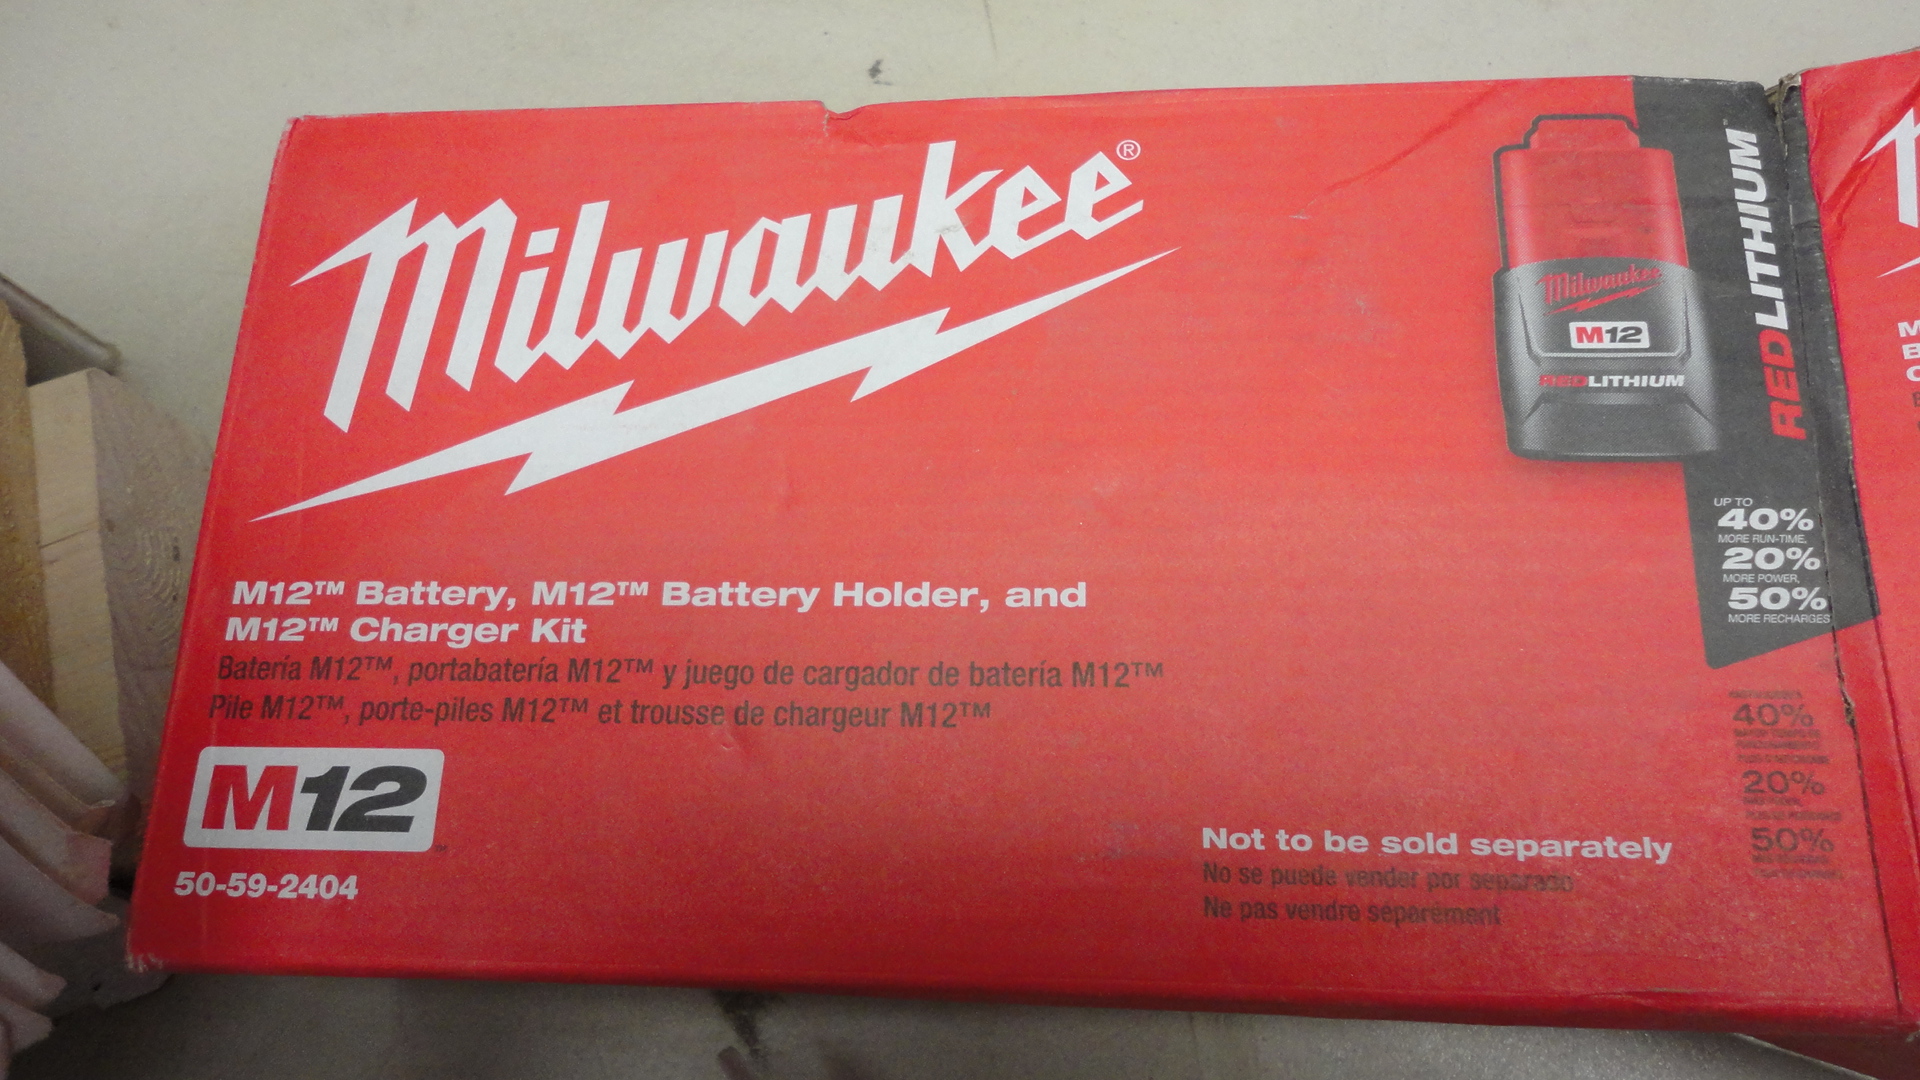 Milwaukee®
M12™ Battery, M12™ Battery Holder, and
M12™ Charger Kit
Batería M12™, portabatería M12™ y juego de cargador de batería M12™
Pile M12™, porte-piles M12™ et trousse de chargeur M12™
M12
50-59-2404
Not to be sold separately
No se puede vender por separado
Ne pas vendre séparément
Milwaukee
M12
REDLITHIUM
REDLITHIUM
UP TO
40%
MORE RUN-TIME,
20%
MORE POWER,
50%
MORE RECHARGES
40%
20%
50%